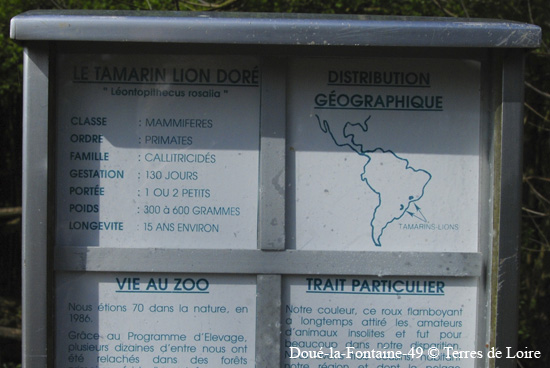 LE TAMARIN LION DORÉ
" Léontopithecus rosalia "
CLASSE : MAMMIFERES
ORDRE : PRIMATES
FAMILLE : CALLITRICIDÉS
GESTATION : 130 JOURS
PORTÉE : 1 OU 2 PETITS
POIDS : 300 à 600 GRAMMES
LONGEVITE : 15 ANS ENVIRON
DISTRIBUTION
GÉOGRAPHIQUE
TAMARINS-LIONS
VIE AU ZOO
Nous étions 70 dans la nature, en
1986.
Grâce au Programme d'Elevage,
plusieurs dizaines d'entre nous ont
été relachés dans des forêts
TRAIT PARTICULIER
Notre couleur, ce roux flamboyant
a longtemps attiré les amateurs
d'animaux insolites et fut pour
beaucoup dans notre disparition.
Doué-la-Fontaine-49 © Terres de Loire